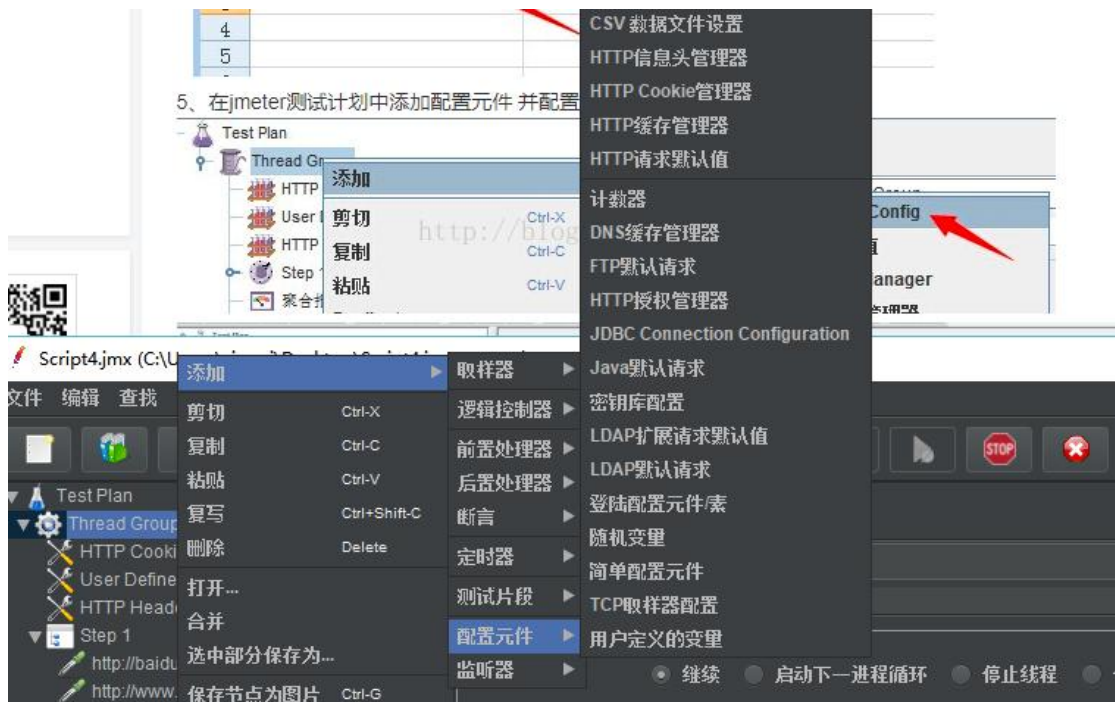 4
5
5、在jmeter测试计划中添加配置元件 并配置
Test Plan
Thread Gr
HTTP
User
HTTP
Step
聚合
添加
剪切 Ctrl-X
复制 Ctrl-C
粘贴 Ctrl-V
http://blog
Config
值
Manager
管理器
Script4.jmx (C:\U
文件 编辑 查找
STOP
Test Plan
Thread Group
HTTP Cooki
User Define
HTTP Head
Step 1
http://baidu
http://www.
添加
剪切 Ctrl-X
复制 Ctrl-C
粘贴 Ctrl-V
复写 Ctrl+Shift-C
删除 Delete
打开...
合并
选中部分保存为...
保存节点为图片 Ctrl-G
取样器
逻辑控制器
前置处理器
后置处理器
断言
定时器
测试片段
配置元件
监听器
CSV 数据文件设置
HTTP信息头管理器
HTTP Cookie管理器
HTTP缓存管理器
HTTP请求默认值
计数器
DNS缓存管理器
FTP默认请求
HTTP授权管理器
JDBC Connection Configuration
Java默认请求
密钥库配置
LDAP扩展请求默认值
LDAP默认请求
登陆配置元件/素
随机变量
简单配置元件
TCP取样器配置
用户定义的变量
继续 启动下一进程循环 停止线程